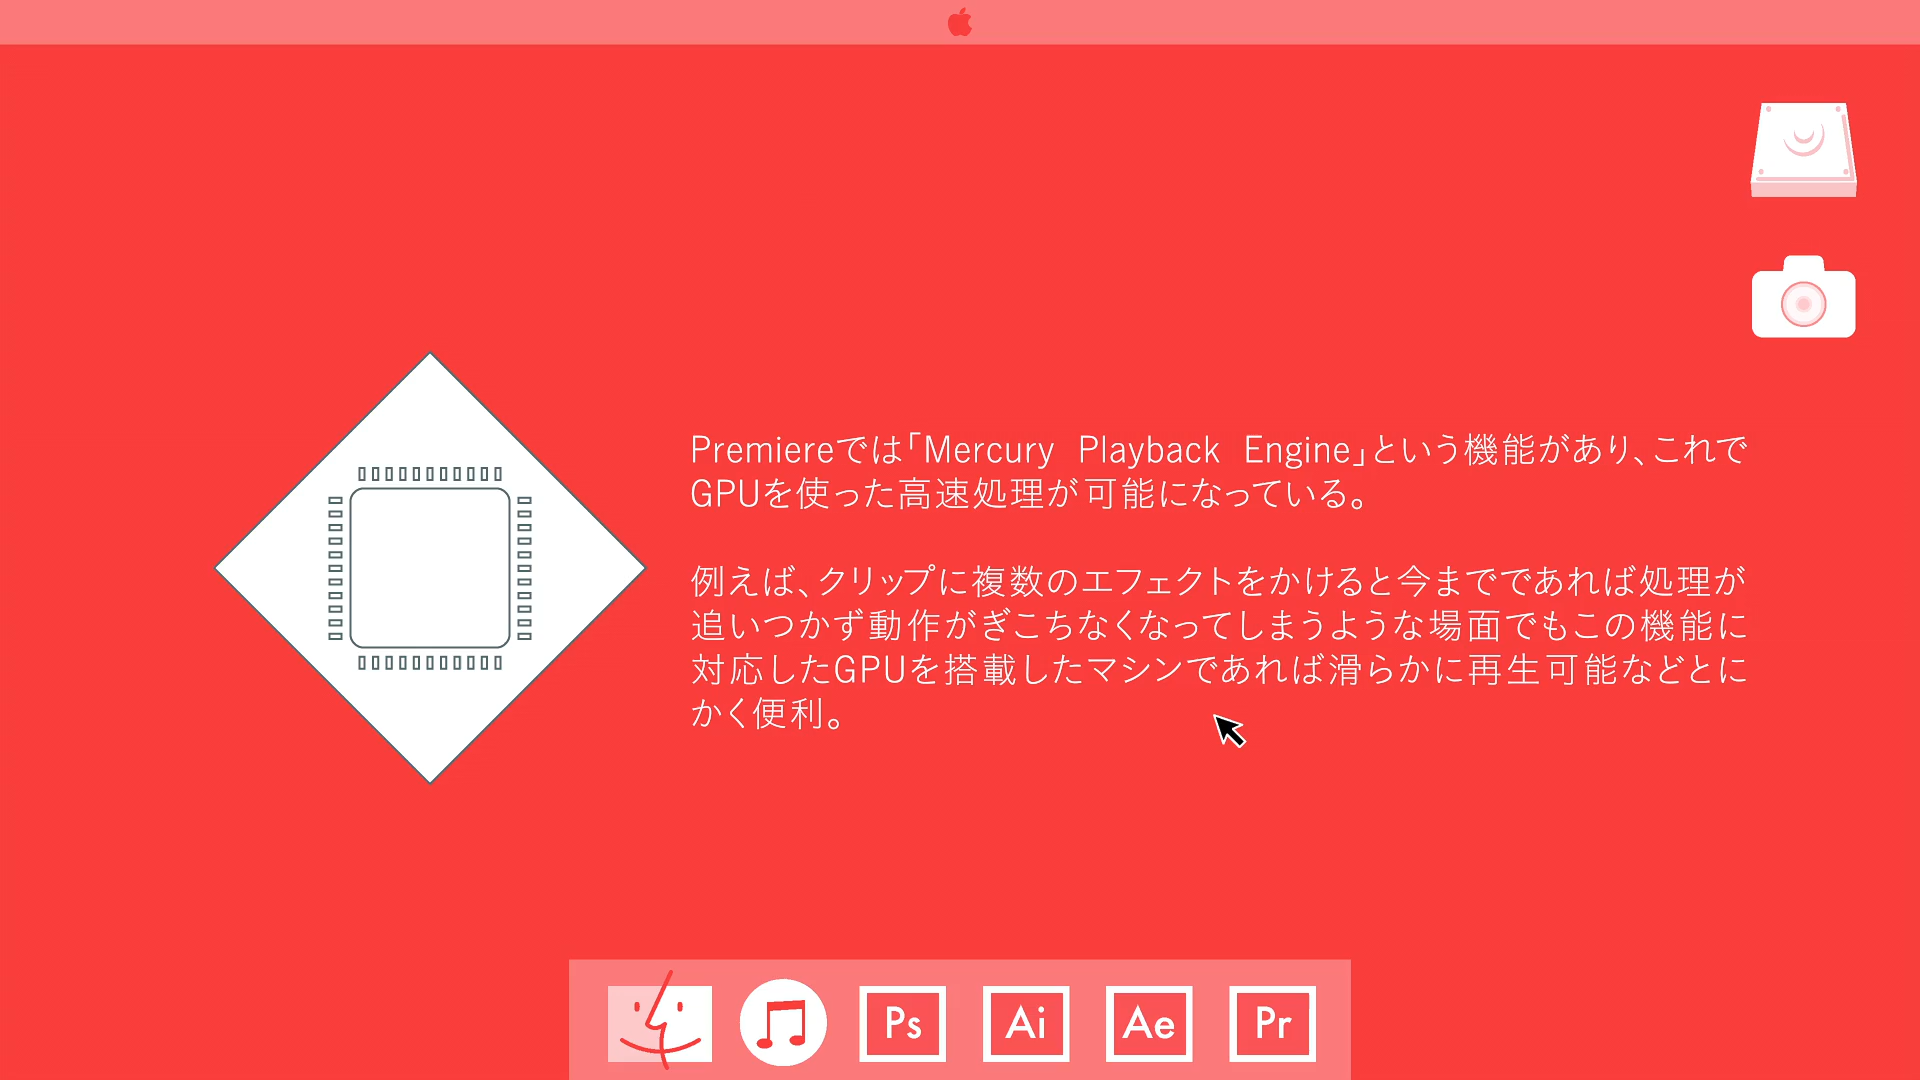 Premiereでは「Mercury Playback Engine」という機能があり、これで
GPUを使った高速処理が可能になっている。
例えば、クリップに複数のエフェクトをかけると今までであれば処理が
追いつかず動作がぎこちなくなってしまうような場面でもこの機能に
対応したGPUを搭載したマシンであれば滑らかに再生可能などとに
かく便利。
Ps Ai Ae Pr